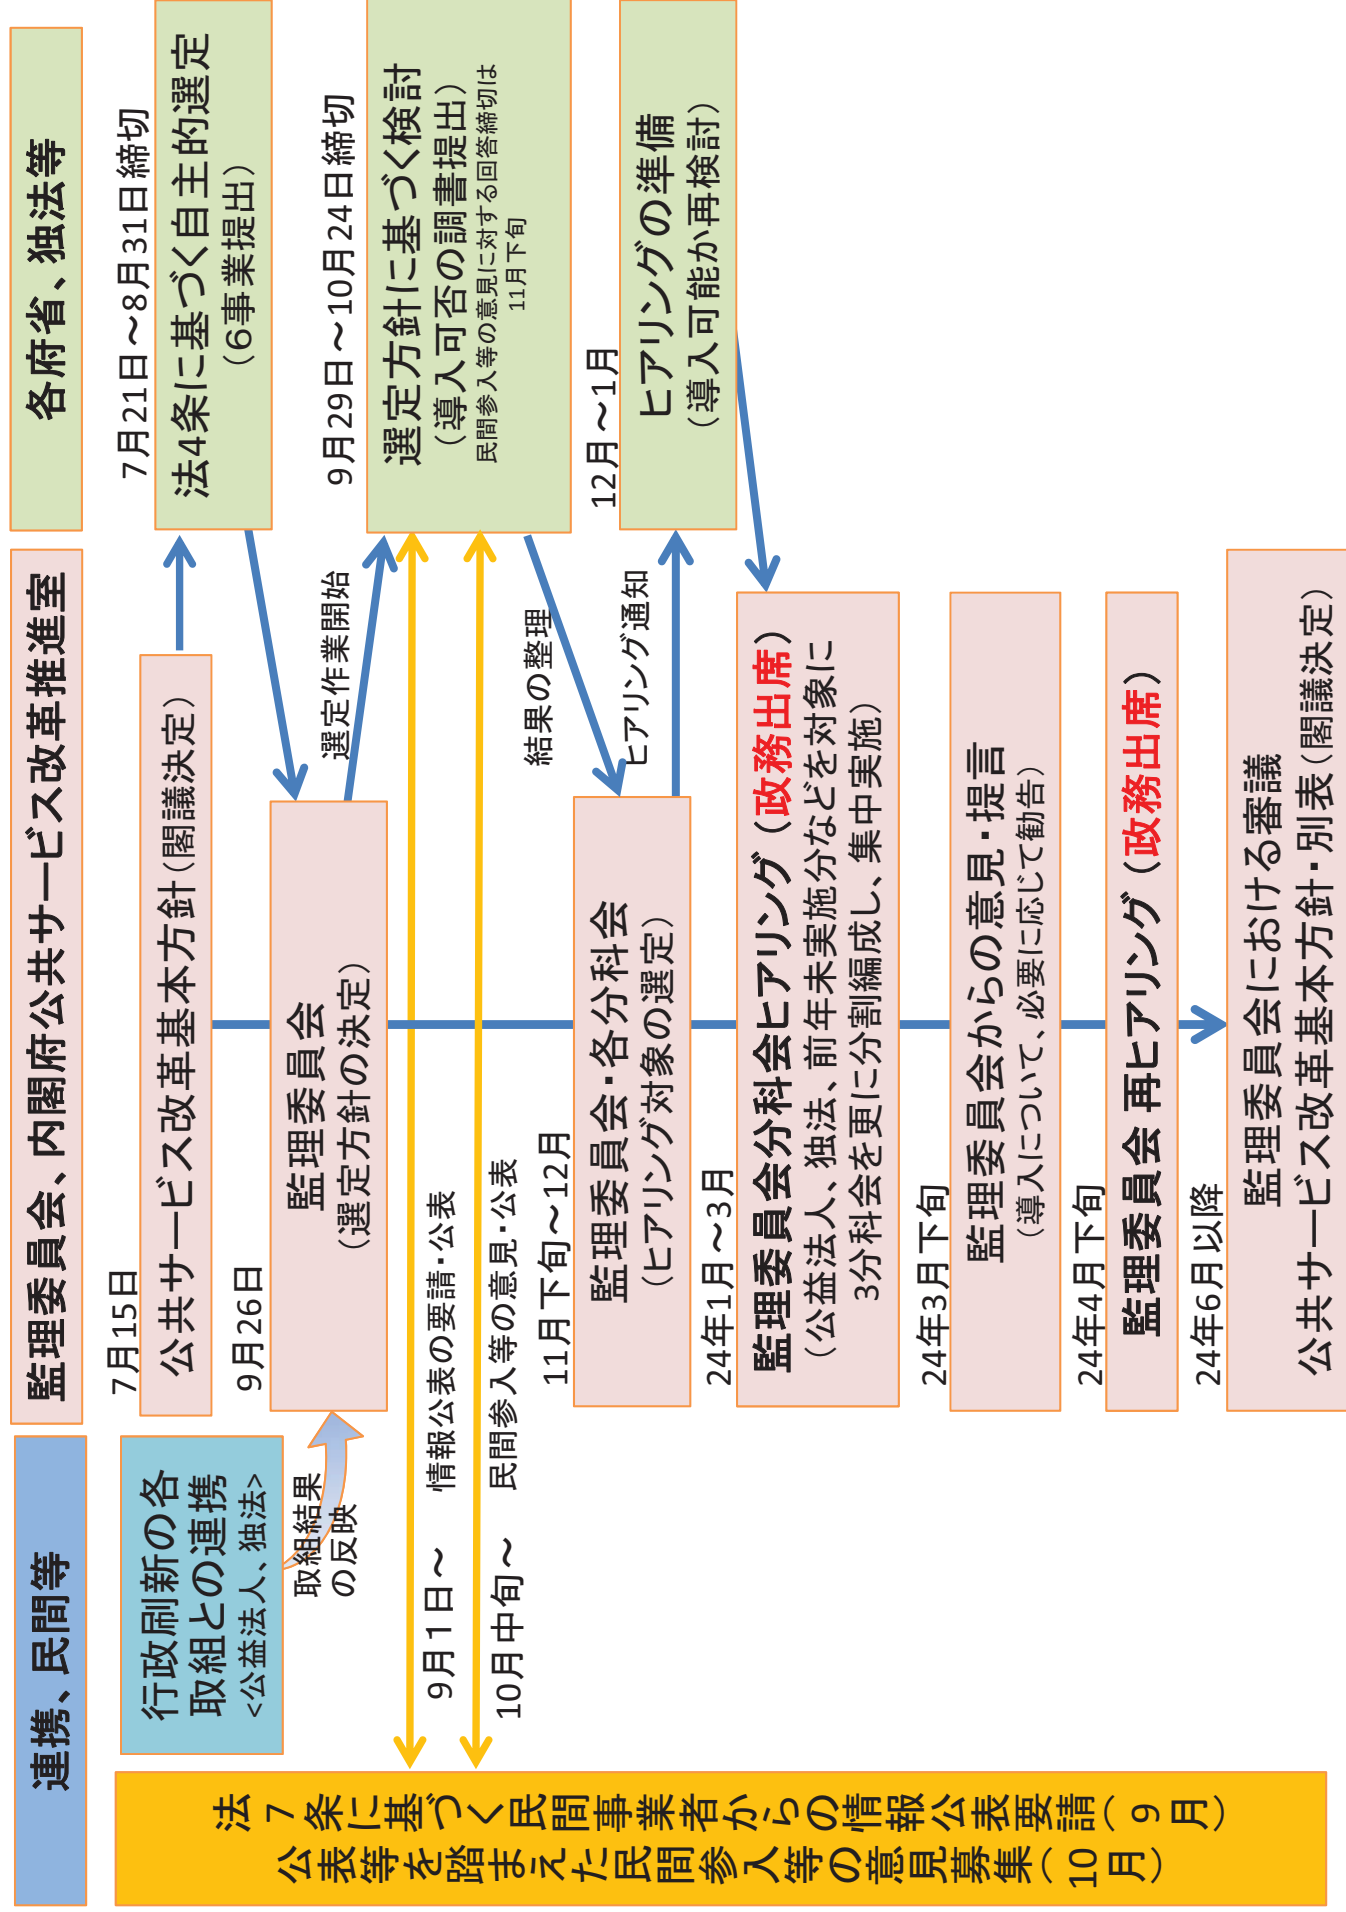 連携、民間等
監理委員会、内閣府公共サービス改革推進室
各府省、独法等
行政刷新の各
取組との連携
<公益法人、独法>
取組結果
の反映
法7条に基づく民間事業者からの情報公表要請(9月)
公表等を踏まえた民間参入等の意見募集(10月)
7月15日
公共サービス改革基本方針(閣議決定)
7月21日～8月31日締切
法4条に基づく自主的選定
(6事業提出)
9月26日
監理委員会
(選定方針の決定)
選定作業開始
9月29日～10月24日締切
選定方針に基づく検討
(導入可否の調書提出)
民間参入等の意見に対する回答締切は
11月下旬
9月1日～
情報公表の要請・公表
10月中旬～
民間参入等の意見・公表
結果の整理
11月下旬～12月
監理委員会・各分科会
(ヒアリング対象の選定)
ヒアリング通知
12月～1月
ヒアリングの準備
(導入可能か再検討)
24年1月～3月
監理委員会分科会ヒアリング(政務出席)
(公益法人、独法、前年未実施分などを対象に
3分科会を更に分割編成し、集中実施)
24年3月下旬
監理委員会からの意見・提言
(導入について、必要に応じて勧告)
24年4月下旬
監理委員会 再ヒアリング(政務出席)
24年6月以降
監理委員会における審議
公共サービス改革基本方針・別表(閣議決定)